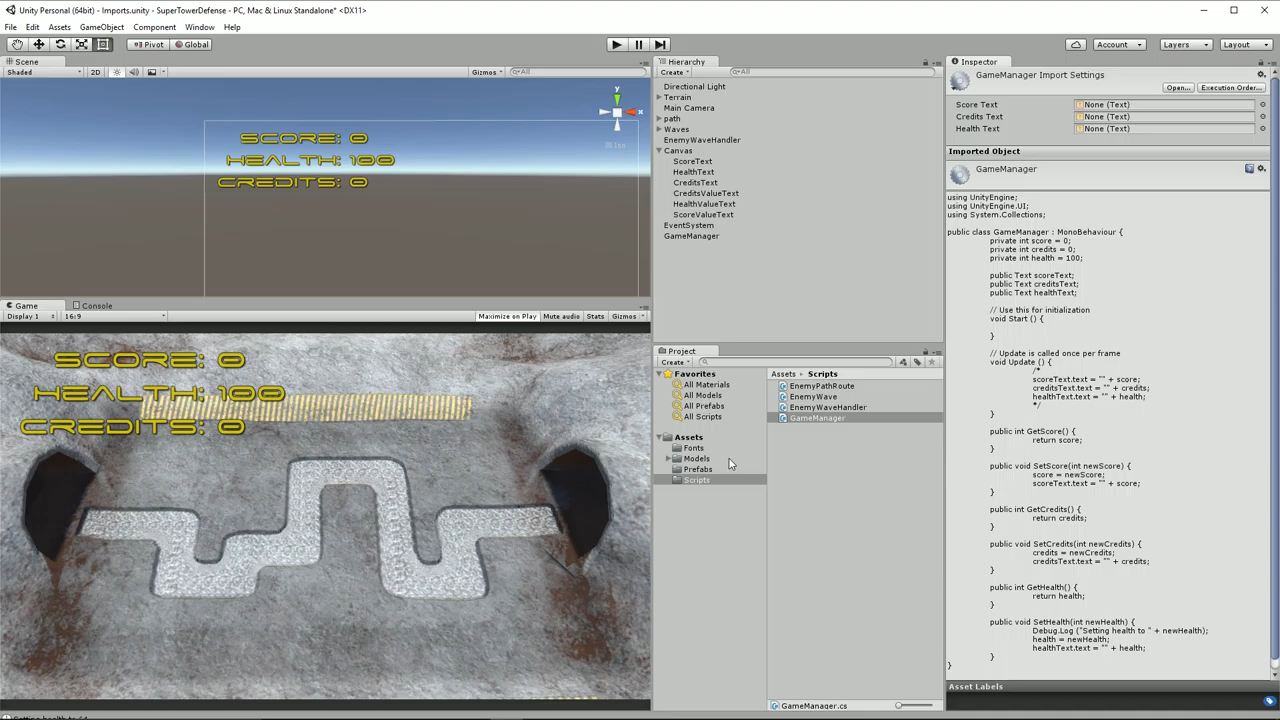 Unity Personal (64bit) - Imports.unity - SuperTowerDefense - PC, Mac & Linux Standalone* <DX11>
File Edit Assets GameObject Component Window Help
Pivot Global Account Layers Layout
Scene
Shaded 2D Gizmos All
SCORE: 0
HEALTH: 100
CREDITS: 0
y
x
Iso
Game Console
Display 1 16:9 Maximize on Play Mute audio Stats Gizmos
SCORE: 0
HEALTH: 100
CREDITS: 0
Hierarchy
Create All
Directional Light
Terrain
Main Camera
path
Waves
EnemyWaveHandler
Canvas
ScoreText
HealthText
CreditsText
CreditsValueText
HealthValueText
ScoreValueText
EventSystem
GameManager
Project
Create
Favorites
All Materials
All Models
All Prefabs
All Scripts
Assets
Fonts
Models
Prefabs
Scripts
Assets Scripts
EnemyPathRoute
EnemyWave
EnemyWaveHandler
GameManager
GameManager.cs
Inspector
GameManager Import Settings
Open... Execution Order...
Score Text None (Text)
Credits Text None (Text)
Health Text None (Text)
Imported Object
GameManager
using UnityEngine;
using UnityEngine.UI;
using System.Collections;
public class GameManager : MonoBehaviour {
private int score = 0;
private int credits = 0;
private int health = 100;
public Text scoreText;
public Text creditsText;
public Text healthText;
// Use this for initialization
void Start () {
}
// Update is called once per frame
void Update () {
/*
scoreText.text = "" + score;
creditsText.text = "" + credits;
healthText.text = "" + health;
*/
}
public int GetScore() {
return score;
}
public void SetScore(int newScore) {
score = newScore;
scoreText.text = "" + score;
}
public int GetCredits() {
return credits;
}
public void SetCredits(int newCredits) {
credits = newCredits;
creditsText.text = "" + credits;
}
public int GetHealth() {
return health;
}
public void SetHealth(int newHealth) {
Debug.Log ("Setting health to " + newHealth);
health = newHealth;
healthText.text = "" + health;
}
}
Asset Labels
Setting health to 64